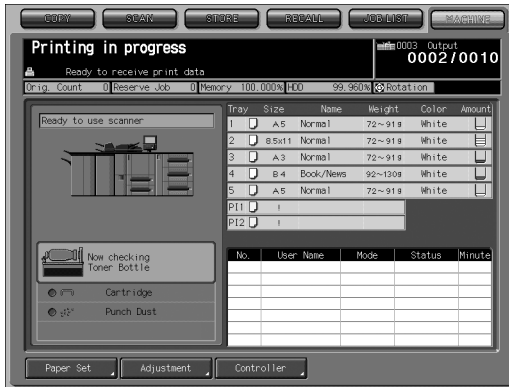 COPY SCAN STORE RECALL JOB LIST MACHINE
Printing in progress
0003 Output
0002/0010
Ready to receive print data
Orig. Count 0 Reserve Job 0 Memory 100.000% HDD 99.960% Rotation
Ready to use scanner
Tray Size Name Weight Color Amount
1 A5 Normal 72~91g White
2 8.5x11 Normal 72~91g White
3 A3 Normal 72~91g White
4 B4 Book/News 92~130g White
5 A5 Normal 72~91g White
PI1 !
PI2 !
Now checking
Toner Bottle
Cartridge
Punch Dust
No. User Name Mode Status Minute
Paper Set Adjustment Controller